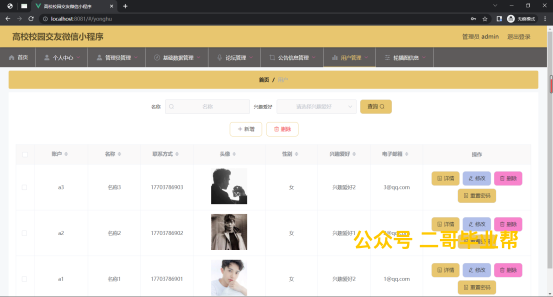 高校校园交友微信小程序
localhost:8081/#/yonghu
无痕模式
高校校园交友微信小程序
管理员 admin 退出登录
首页 个人中心 管理员管理 基础数据管理 论坛管理 公告信息管理 用户管理 轮播图信息
首页 / 用户
名称 名称 兴趣爱好 请选择兴趣爱好 查询
+ 新增 删除
账户 名称 联系方式 头像 性别 兴趣爱好 电子邮箱 操作
a3 名称3 17703786903 女 兴趣爱好2 3@qq.com 详情 修改 删除
重置密码
a2 名称2 17703786902 女 兴趣爱好2 2@qq.com 详情 修改 删除
公众号 二哥毕业帮
a1 名称1 17703786901 女 兴趣爱好2 1@qq.com 详情 修改 删除
重置密码